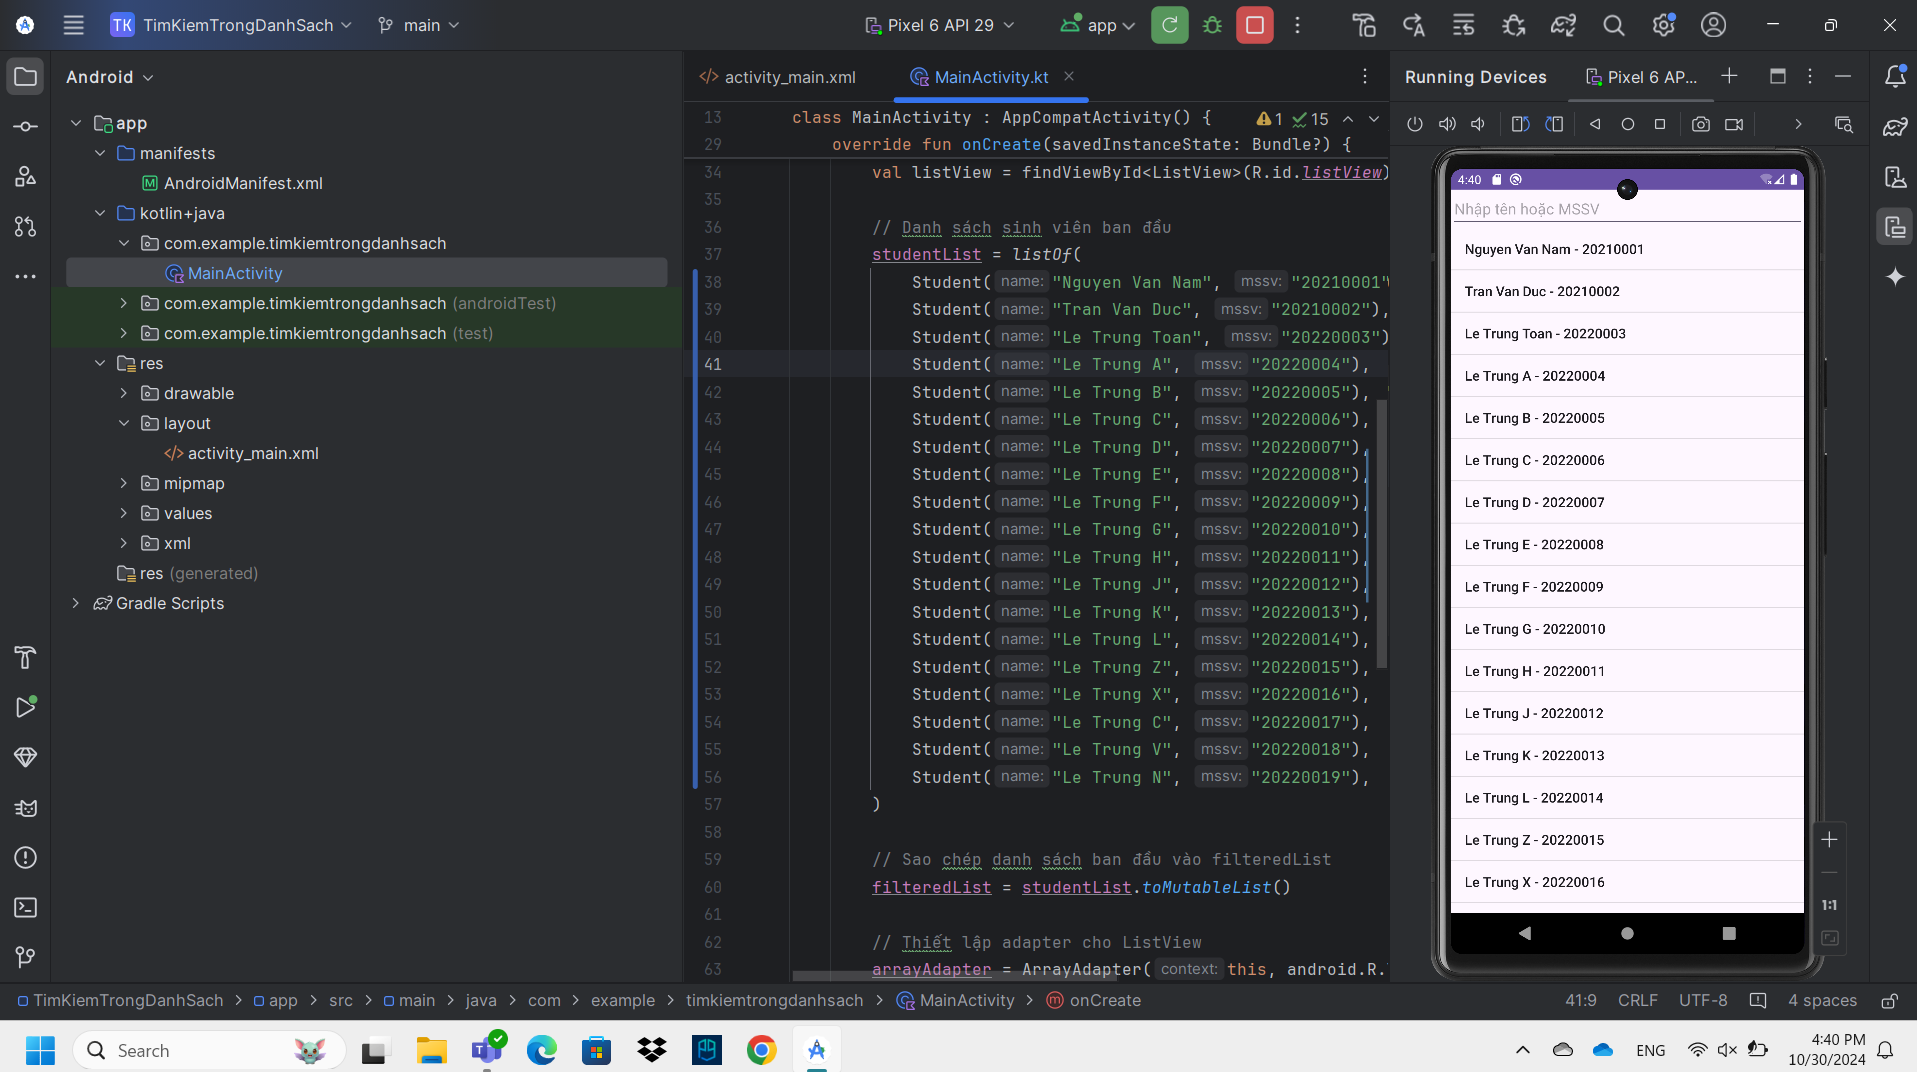 TK TimKiemTrongDanhSach main Pixel 6 API 29 app
Android
app
manifests
AndroidManifest.xml
kotlin+java
com.example.timkiemtrongdanhsach
MainActivity
com.example.timkiemtrongdanhsach (androidTest)
com.example.timkiemtrongdanhsach (test)
res
drawable
layout
activity_main.xml
mipmap
values
xml
res (generated)
Gradle Scripts
activity_main.xml MainActivity.kt
13 class MainActivity : AppCompatActivity() { 1 15
29 override fun onCreate(savedInstanceState: Bundle?) {
34 val listView = findViewById<ListView>(R.id.listView)
35
36 // Danh sách sinh viên ban đầu
37 studentList = listOf(
38 Student( name: "Nguyen Van Nam", mssv: "20210001"
39 Student( name: "Tran Van Duc", mssv: "20210002"),
40 Student( name: "Le Trung Toan", mssv: "20220003")
41 Student( name: "Le Trung A", mssv: "20220004"),
42 Student( name: "Le Trung B", mssv: "20220005"),
43 Student( name: "Le Trung C", mssv: "20220006"),
44 Student( name: "Le Trung D", mssv: "20220007"),
45 Student( name: "Le Trung E", mssv: "20220008"),
46 Student( name: "Le Trung F", mssv: "20220009"),
47 Student( name: "Le Trung G", mssv: "20220010"),
48 Student( name: "Le Trung H", mssv: "20220011"),
49 Student( name: "Le Trung J", mssv: "20220012"),
50 Student( name: "Le Trung K", mssv: "20220013"),
51 Student( name: "Le Trung L", mssv: "20220014"),
52 Student( name: "Le Trung Z", mssv: "20220015"),
53 Student( name: "Le Trung X", mssv: "20220016"),
54 Student( name: "Le Trung C", mssv: "20220017"),
55 Student( name: "Le Trung V", mssv: "20220018"),
56 Student( name: "Le Trung N", mssv: "20220019"),
57 )
58
59 // Sao chép danh sách ban đầu vào filteredList
60 filteredList = studentList.toMutableList()
61
62 // Thiết lập adapter cho ListView
63 arrayAdapter = ArrayAdapter( context: this, android.R.
Running Devices Pixel 6 AP...
4:40
Nhập tên hoặc MSSV
Nguyen Van Nam - 20210001
Tran Van Duc - 20210002
Le Trung Toan - 20220003
Le Trung A - 20220004
Le Trung B - 20220005
Le Trung C - 20220006
Le Trung D - 20220007
Le Trung E - 20220008
Le Trung F - 20220009
Le Trung G - 20220010
Le Trung H - 20220011
Le Trung J - 20220012
Le Trung K - 20220013
Le Trung L - 20220014
Le Trung Z - 20220015
Le Trung X - 20220016
1:1
TimKiemTrongDanhSach > app > src > main > java > com > example > timkiemtrongdanhsach > MainActivity > onCreate 41:9 CRLF UTF-8 4 spaces
Search ENG 4:40 PM
10/30/2024